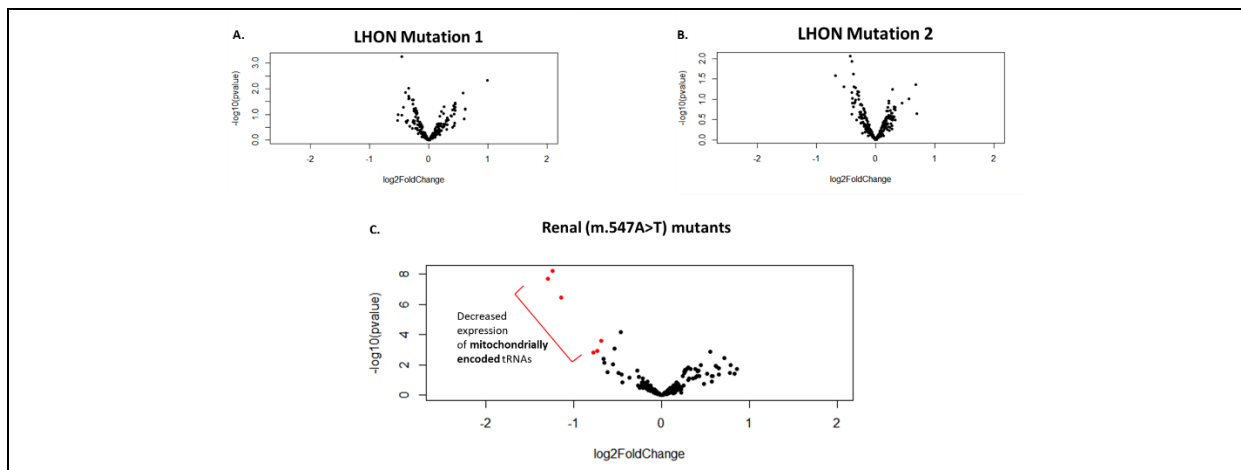 A.
LHON Mutation 1
3.0
2.0
1.0
0.0
-log10(pvalue)
-2
-1
0
1
2
log2FoldChange
B.
LHON Mutation 2
2.0
1.5
1.0
0.5
0.0
-log10(pvalue)
-2
-1
0
1
2
log2FoldChange
C.
Renal (m.547A>T) mutants
8
6
4
2
0
-log10(pvalue)
Decreased
expression
of mitochondrially
encoded tRNAs
-2
-1
0
1
2
log2FoldChange